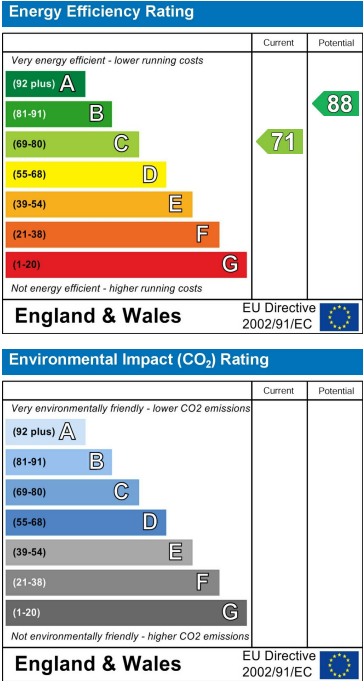 Energy Efficiency Rating
Current Potential
Very energy efficient - lower running costs
(92 plus) A
(81-91) B
88
(69-80) C
71
(55-68) D
(39-54) E
(21-38) F
(1-20) G
Not energy efficient - higher running costs
England & Wales
EU Directive
2002/91/EC
Environmental Impact (CO₂) Rating
Current Potential
Very environmentally friendly - lower CO2 emissions
(92 plus) A
(81-91) B
(69-80) C
(55-68) D
(39-54) E
(21-38) F
(1-20) G
Not environmentally friendly - higher CO2 emissions
England & Wales
EU Directive
2002/91/EC